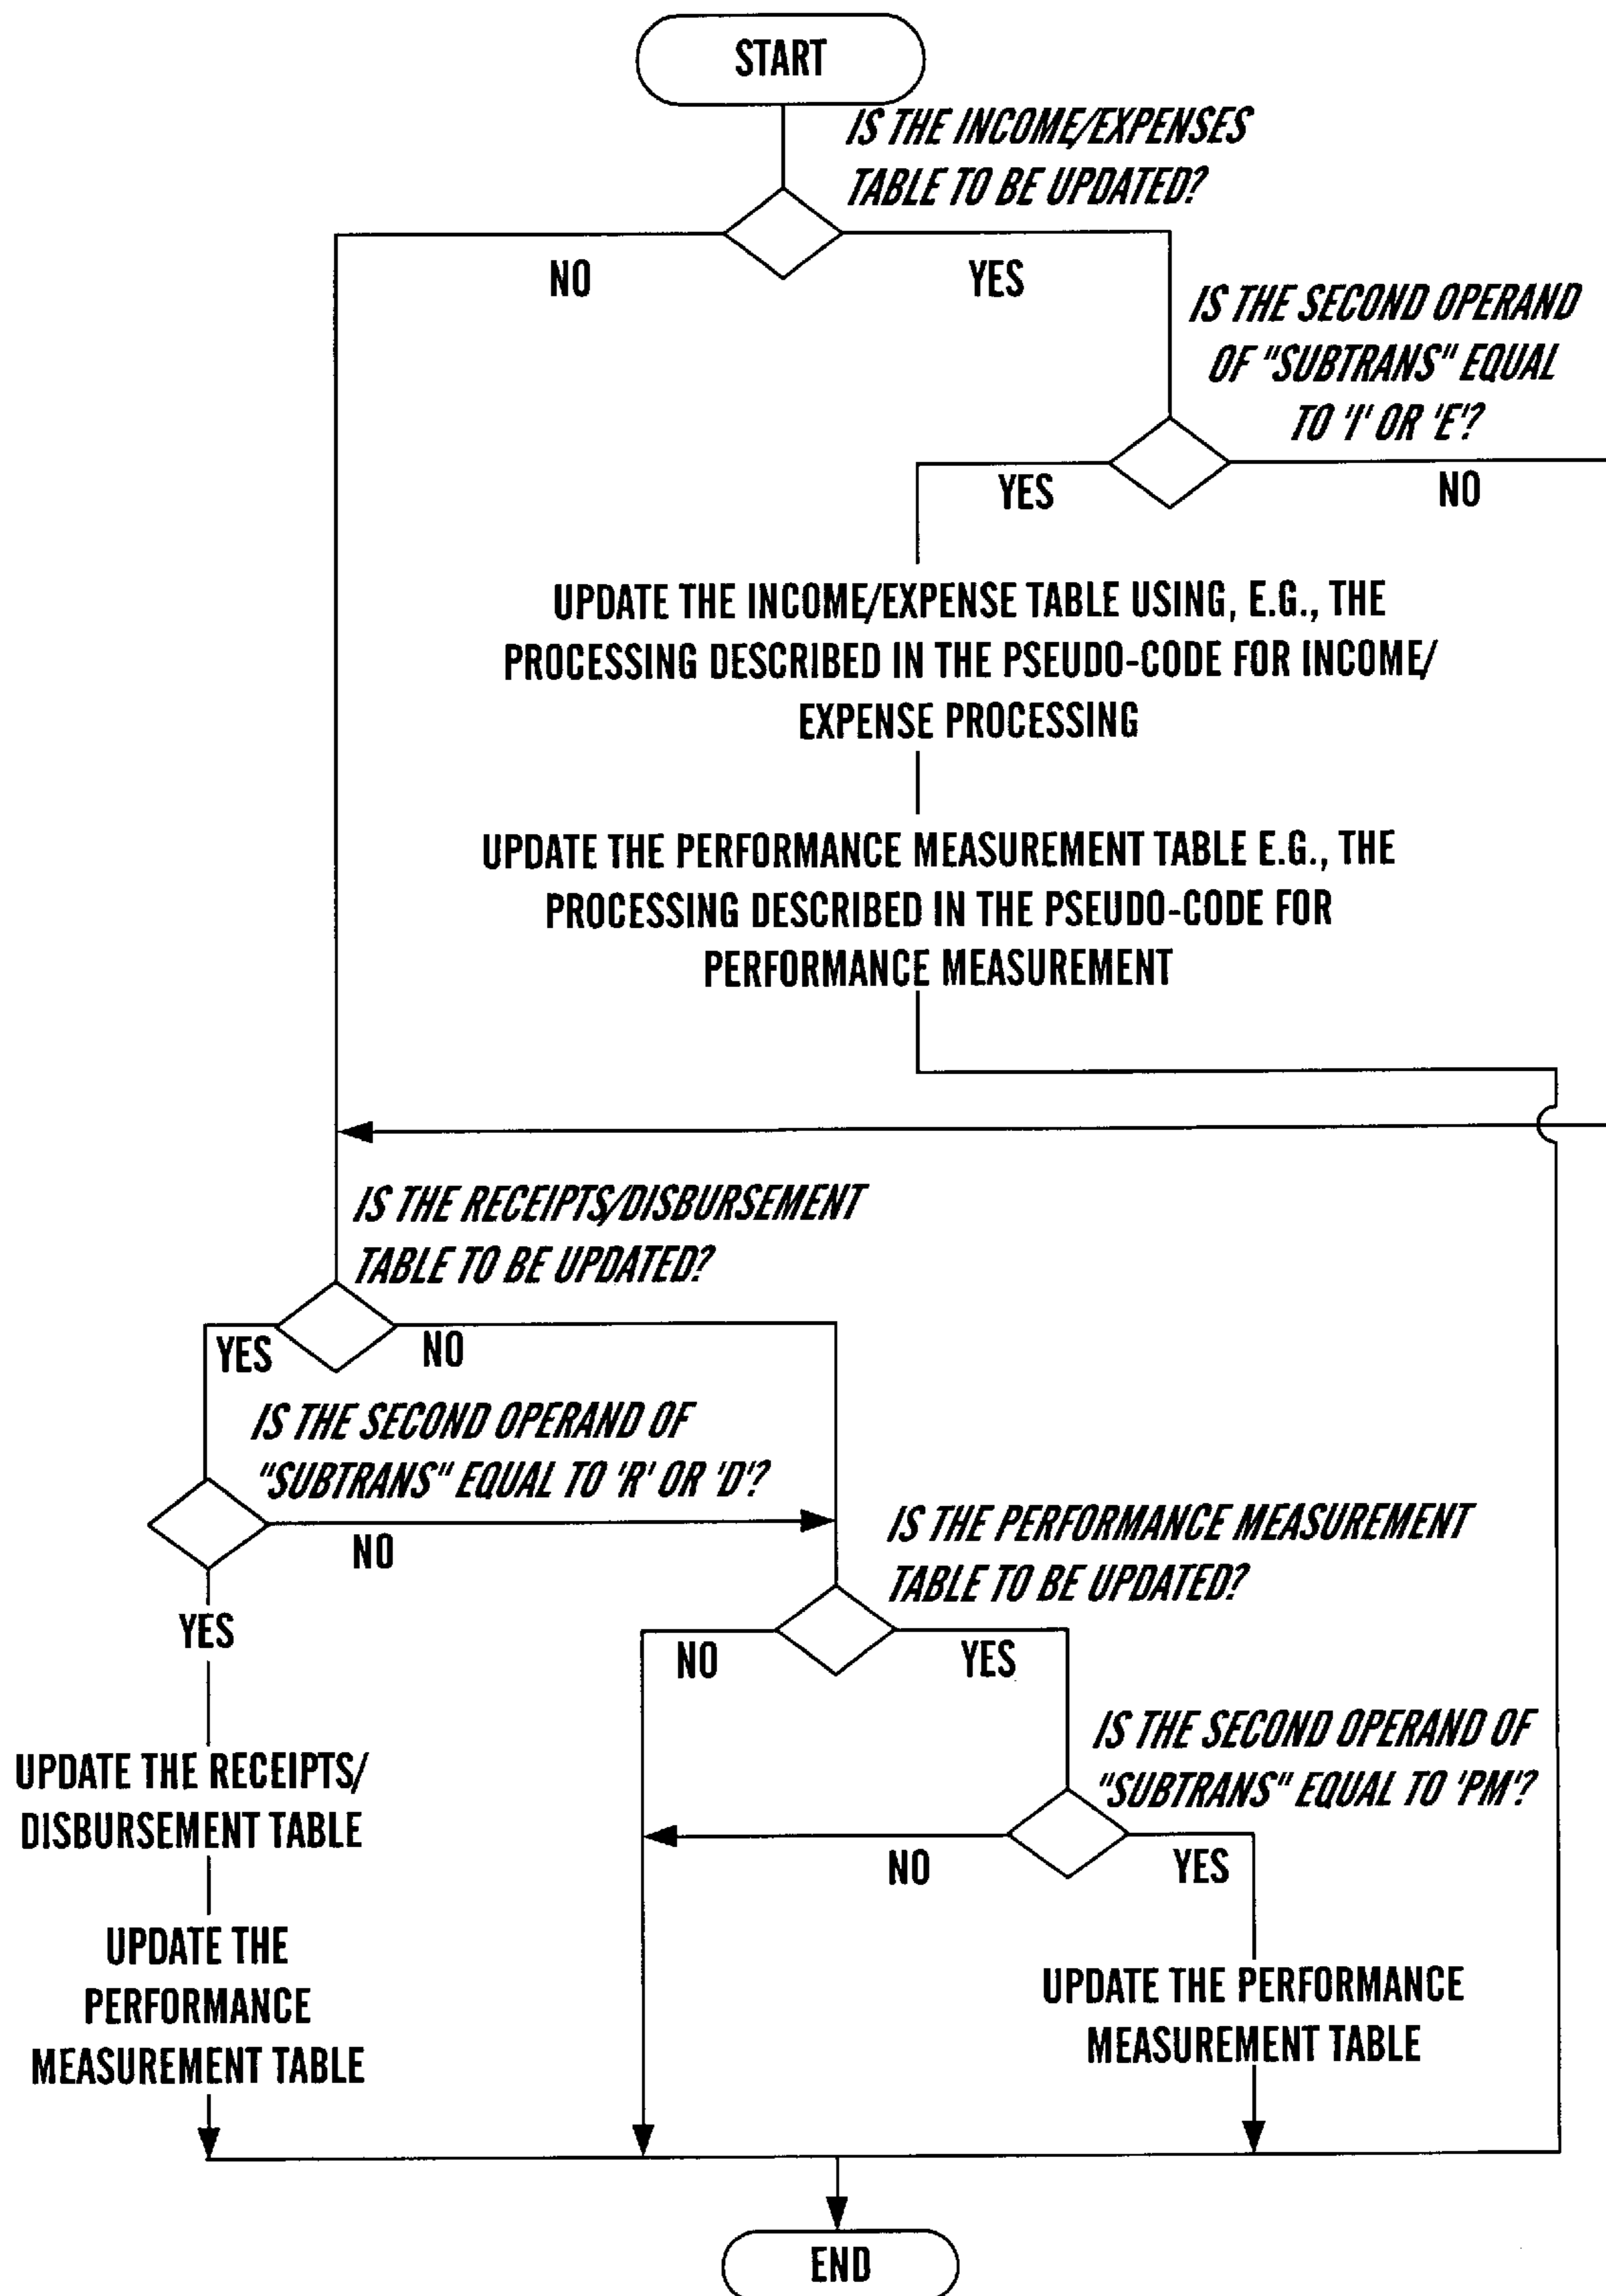 START
IS THE INCOME/EXPENSES
TABLE TO BE UPDATED?
NO
YES
IS THE SECOND OPERAND
OF "SUBTRANS" EQUAL
TO 'I' OR 'E'?
YES
NO
UPDATE THE INCOME/EXPENSE TABLE USING, E.G., THE
PROCESSING DESCRIBED IN THE PSEUDO-CODE FOR INCOME/
EXPENSE PROCESSING
UPDATE THE PERFORMANCE MEASUREMENT TABLE E.G., THE
PROCESSING DESCRIBED IN THE PSEUDO-CODE FOR
PERFORMANCE MEASUREMENT
IS THE RECEIPTS/DISBURSEMENT
TABLE TO BE UPDATED?
YES
NO
IS THE SECOND OPERAND OF
"SUBTRANS" EQUAL TO 'R' OR 'D'?
NO
YES
IS THE PERFORMANCE MEASUREMENT
TABLE TO BE UPDATED?
NO
YES
IS THE SECOND OPERAND OF
"SUBTRANS" EQUAL TO 'PM'?
NO
YES
UPDATE THE RECEIPTS/
DISBURSEMENT TABLE
UPDATE THE
PERFORMANCE
MEASUREMENT TABLE
UPDATE THE PERFORMANCE
MEASUREMENT TABLE
END